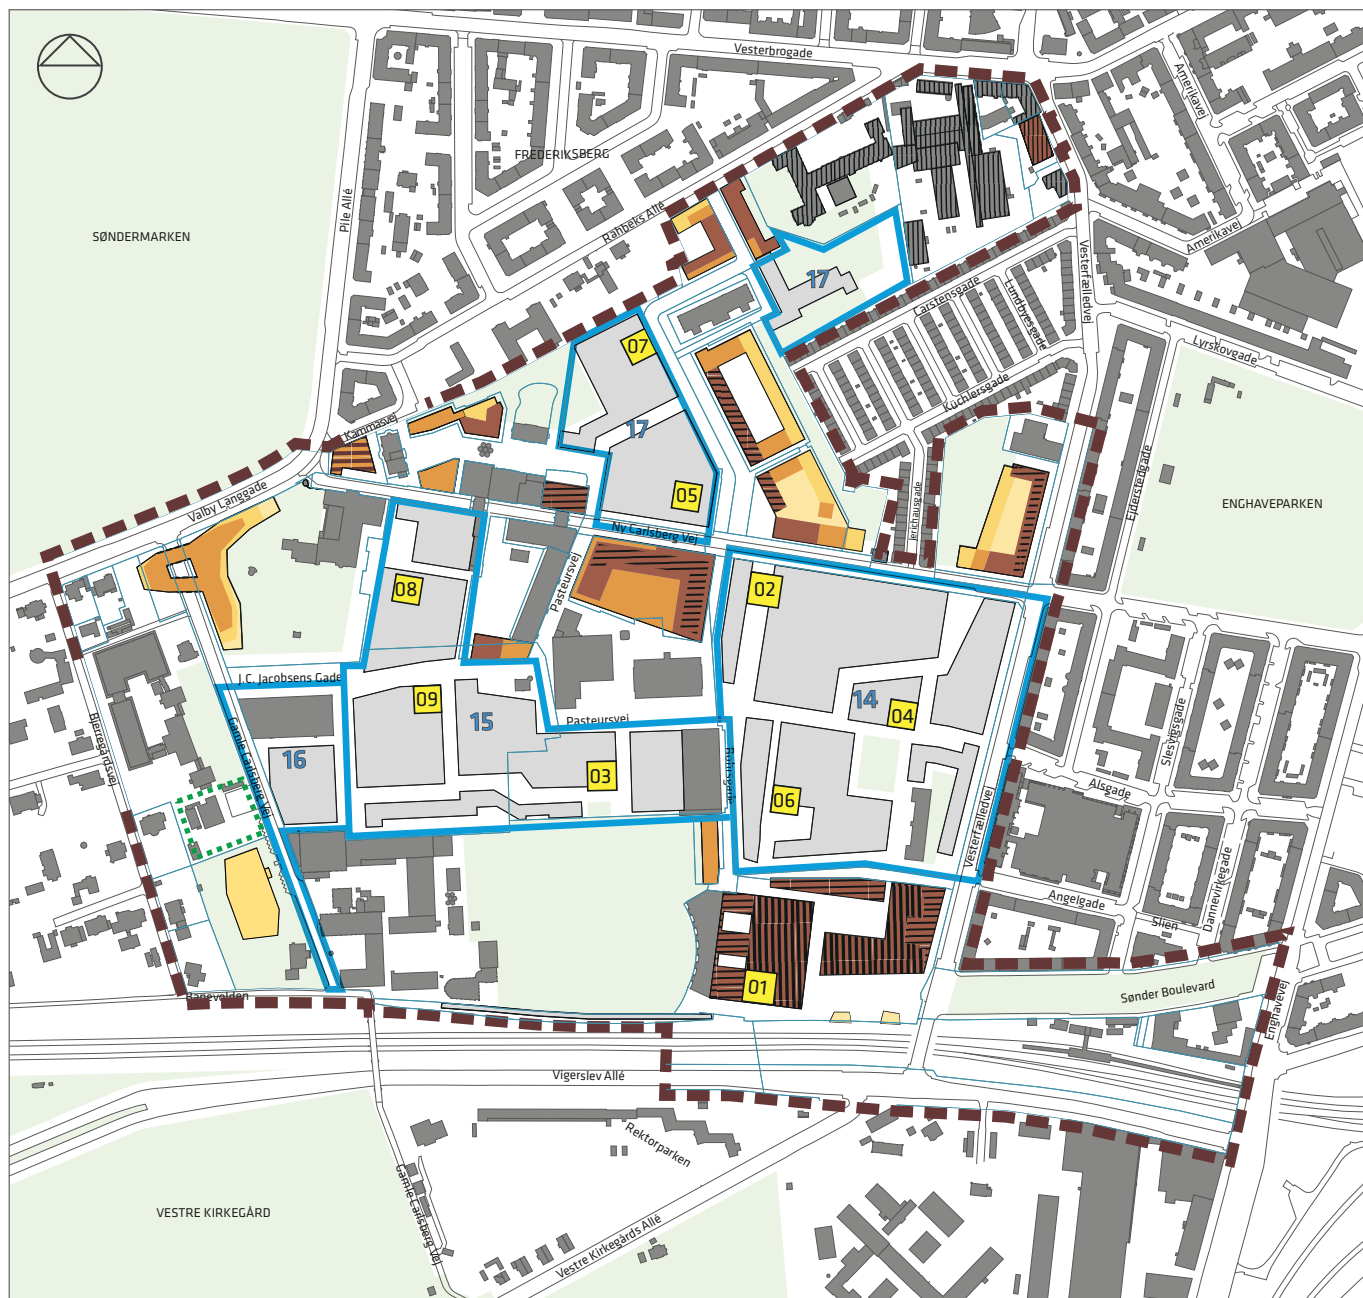 Vesterbrogade
Amerikavej
FREDERIKSBERG
Pile Allé
SØNDERMARKEN
Rahbeks Allé
Amerikavej
Vesterfælledvej
17
Carstensgade
Lundbyesgade
07
Lyrskovgade
Küchlersgade
Kammasvej
17
Ejderstedgade
Valby Langgade
05
ENGHAVEPARKEN
Jerichausgade
Ny Carlsberg Vej
Pasteursvej
08
02
J.C. Jacobsens Gade
09
14
04
15
Pasteursvej
Bjerregårdsvej
Gamle Carlsberg Vej
Slesvigsgade
16
03
Bohrsgade
06
Alsgade
Vesterfælledvej
Dannevirkegade
Angelgade
Slien
01
Banevolden
Sønder Boulevard
Enghavevej
Vigerslev Allé
Rektorparken
Gamle Carlsberg Vej
VESTRE KIRKEGÅRD
Vestre Kirkegårds Allé